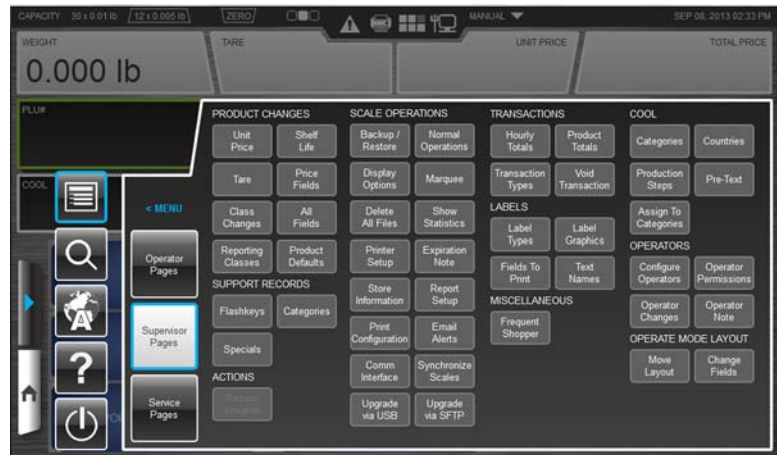 CAPACITY 30 x 0.01 lb 12 x 0.005 lb ZERO MANUAL SEP 08, 2013 02:33 PM
WEIGHT TARE UNIT PRICE TOTAL PRICE
0.000 lb
PLU#
COOL
< MENU
Operator
Pages
Supervisor
Pages
Service
Pages
PRODUCT CHANGES
Unit
Price
Shelf
Life
Tare
Price
Fields
Class
Changes
All
Fields
Reporting
Classes
Product
Defaults
SUPPORT RECORDS
Flashkeys
Categories
Specials
ACTIONS
SCALE OPERATIONS
Backup /
Restore
Normal
Operations
Display
Options
Marquee
Delete
All Files
Show
Statistics
Printer
Setup
Expiration
Note
Store
Information
Report
Setup
Print
Configuration
Email
Alerts
Comm
Interface
Synchronize
Scales
Upgrade
via USB
Upgrade
via SFTP
TRANSACTIONS
Hourly
Totals
Product
Totals
Transaction
Types
Void
Transaction
LABELS
Label
Types
Label
Graphics
Fields To
Print
Text
Names
MISCELLANEOUS
Frequent
Shopper
COOL
Categories
Countries
Production
Steps
Pre-Text
Assign To
Categories
OPERATORS
Configure
Operators
Operator
Permissions
Operator
Changes
Operator
Note
OPERATE MODE LAYOUT
Move
Layout
Change
Fields